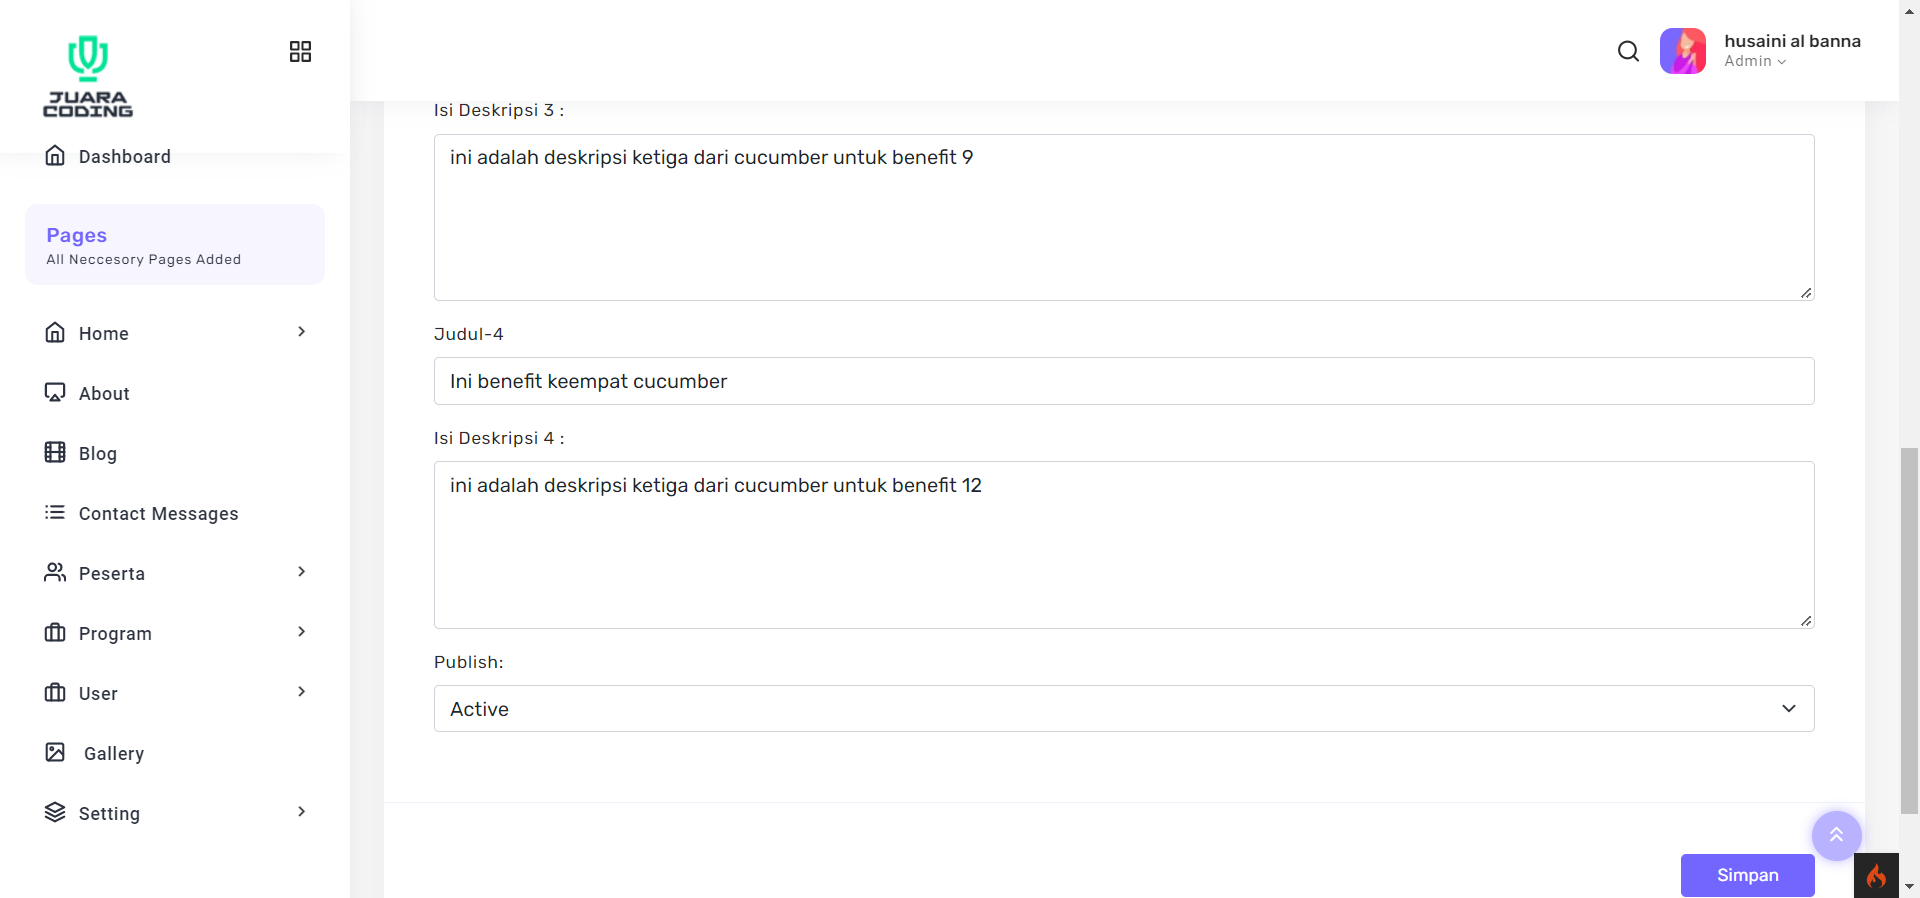 JUARA
CODING
husaini al banna
Admin
Dashboard
Pages
All Neccesory Pages Added
Home
About
Blog
Contact Messages
Peserta
Program
User
Gallery
Setting
Isi Deskripsi 3 :
ini adalah deskripsi ketiga dari cucumber untuk benefit 9
Judul-4
Ini benefit keempat cucumber
Isi Deskripsi 4 :
ini adalah deskripsi ketiga dari cucumber untuk benefit 12
Publish:
Active
Simpan